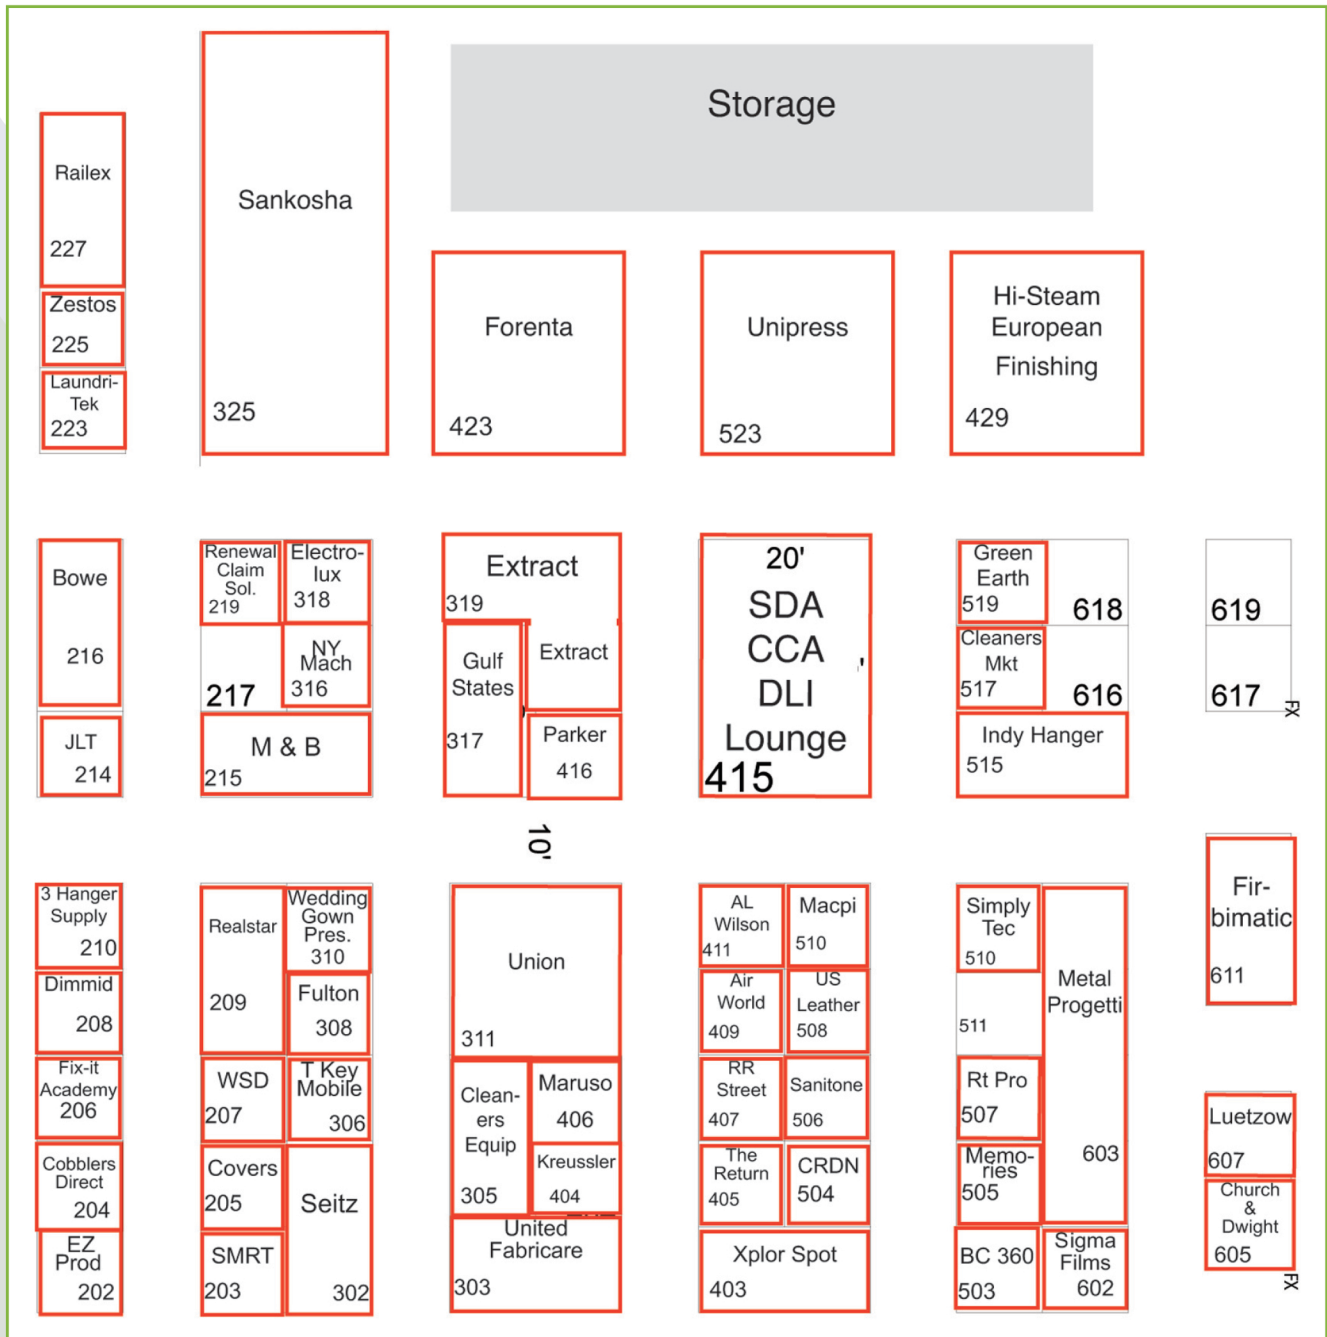 Storage
Railex
227
Zestos
225
Laundri-
Tek
223
Sankosha
325
Forenta
423
Unipress
523
Hi-Steam
European
Finishing
429
Bowe
216
JLT
214
Renewal
Claim
Sol.
219
Electro-
lux
318
217
NY
Mach
316
M & B
215
Extract
319
Gulf
States
317
Extract
Parker
416
10'
20'
SDA
CCA
'
DLI
Lounge
415
Green
Earth
519
618
Cleaners
Mkt
517
616
Indy Hanger
515
619
617
FX
3 Hanger
Supply
210
Dimmid
208
Fix-it
Academy
206
Cobblers
Direct
204
EZ
Prod
202
Realstar
209
Wedding
Gown
Pres.
310
Fulton
308
WSD
207
T Key
Mobile
306
Covers
205
Seitz
302
SMRT
203
Union
311
Clean-
ers
Equip
305
Maruso
406
Kreussler
404
United
Fabricare
303
AL
Wilson
411
Macpi
510
Air
World
409
US
Leather
508
RR
Street
407
Sanitone
506
The
Return
405
CRDN
504
Xplor Spot
403
Simply
Tec
510
511
Metal
Progetti
603
Rt Pro
507
Memo-
ries
505
BC 360
503
Sigma
Films
602
Fir-
bimatic
611
Luetzow
607
Church
&
Dwight
605
FX